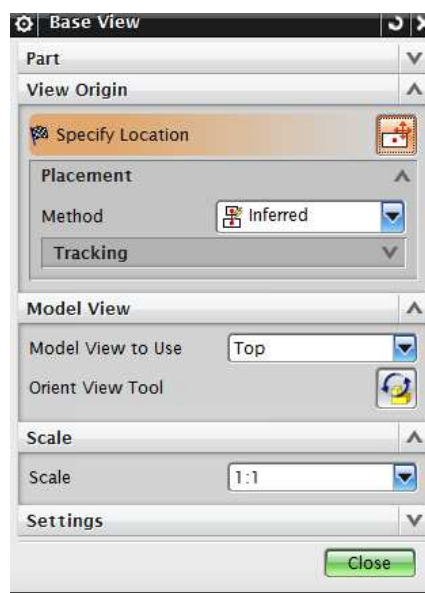 Base View
Part
View Origin
Specify Location
Placement
Method Inferred
Tracking
Model View
Model View to Use Top
Orient View Tool
Scale
Scale 1:1
Settings
Close